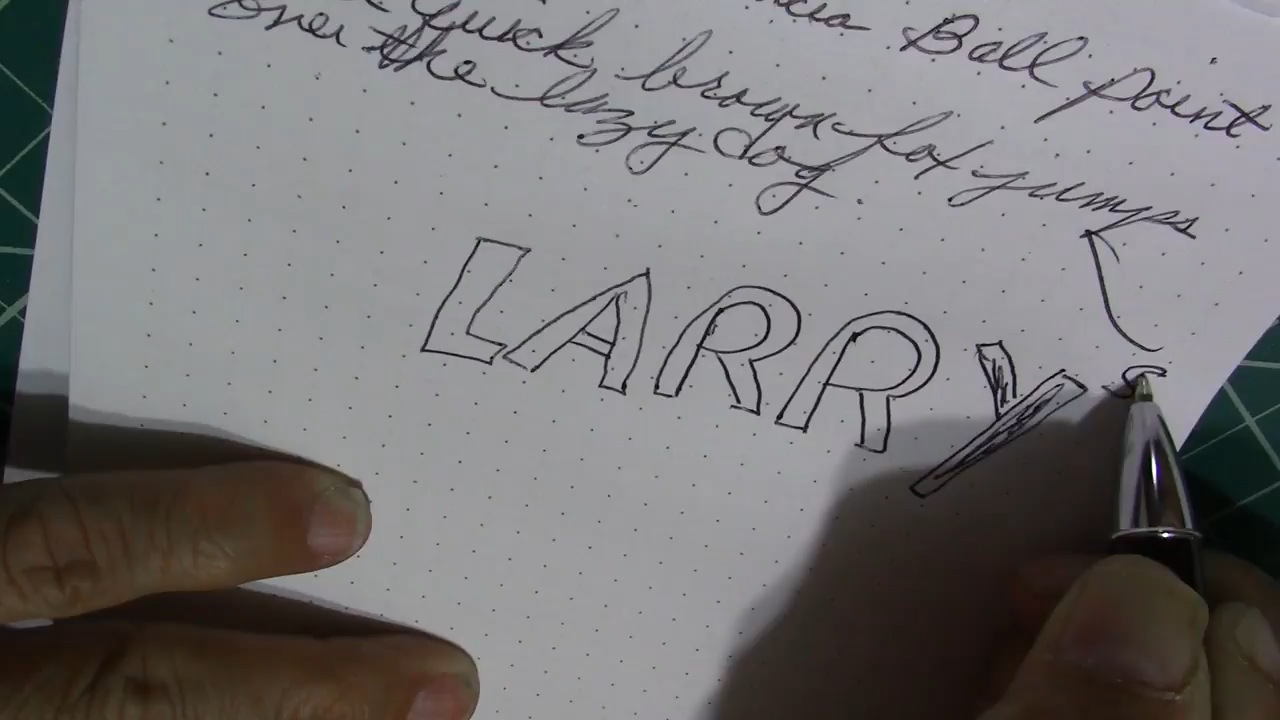 Ball Point
quick brown fox jumps
over the lazy dog.
LARRY
s